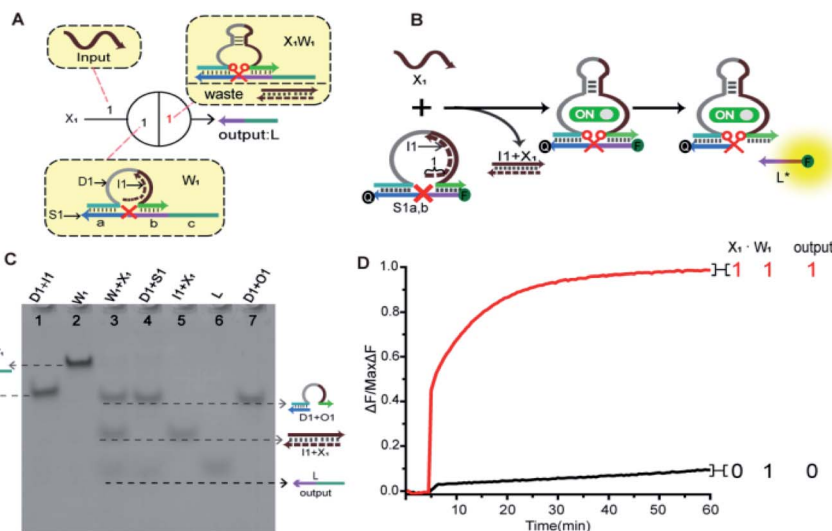 A
Input
X₁
1
1
1
X₁W₁
waste
output:L
D1
I1
W₁
S1
a
b
c
B
X₁
+
I1
1
Q
F
S1a,b
I1+X₁
ON
Q
F
ON
Q
F
L*
C
D1+I1
W₁
W₁+X₁
D1+S1
I1+X₁
L
D1+O1
1 2 3 4 5 6 7
D1+O1
I1+X₁
L
output
D
X₁ · W₁ output
1 1 1
0 1 0
ΔF/MaxΔF
1.0
0.8
0.6
0.4
0.2
0.0
10 20 30 40 50 60
Time(min)